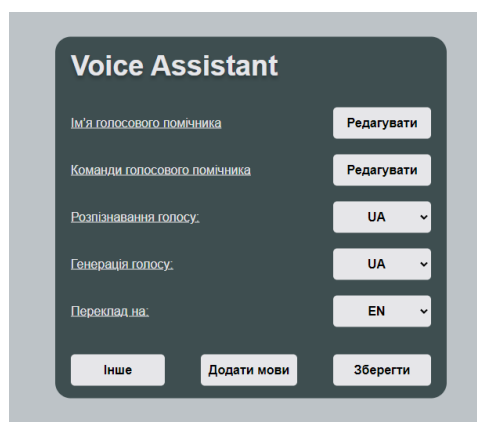 Voice Assistant
Ім'я голосового помічника Редагувати
Команди голосового помічника Редагувати
Розпізнавання голосу: UA
Генерація голосу: UA
Переклад на: EN
Інше Додати мови Зберегти